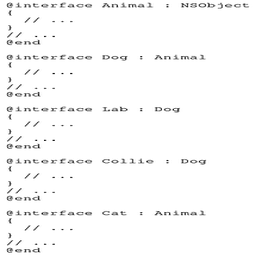 @interface Animal : NSObject
{
// ...
}
// ...
@end
@interface Dog : Animal
{
// ...
}
// ...
@end
@interface Lab : Dog
{
// ...
}
// ...
@end
@interface Collie : Dog
{
// ...
}
// ...
@end
@interface Cat : Animal
{
// ...
}
// ...
@end